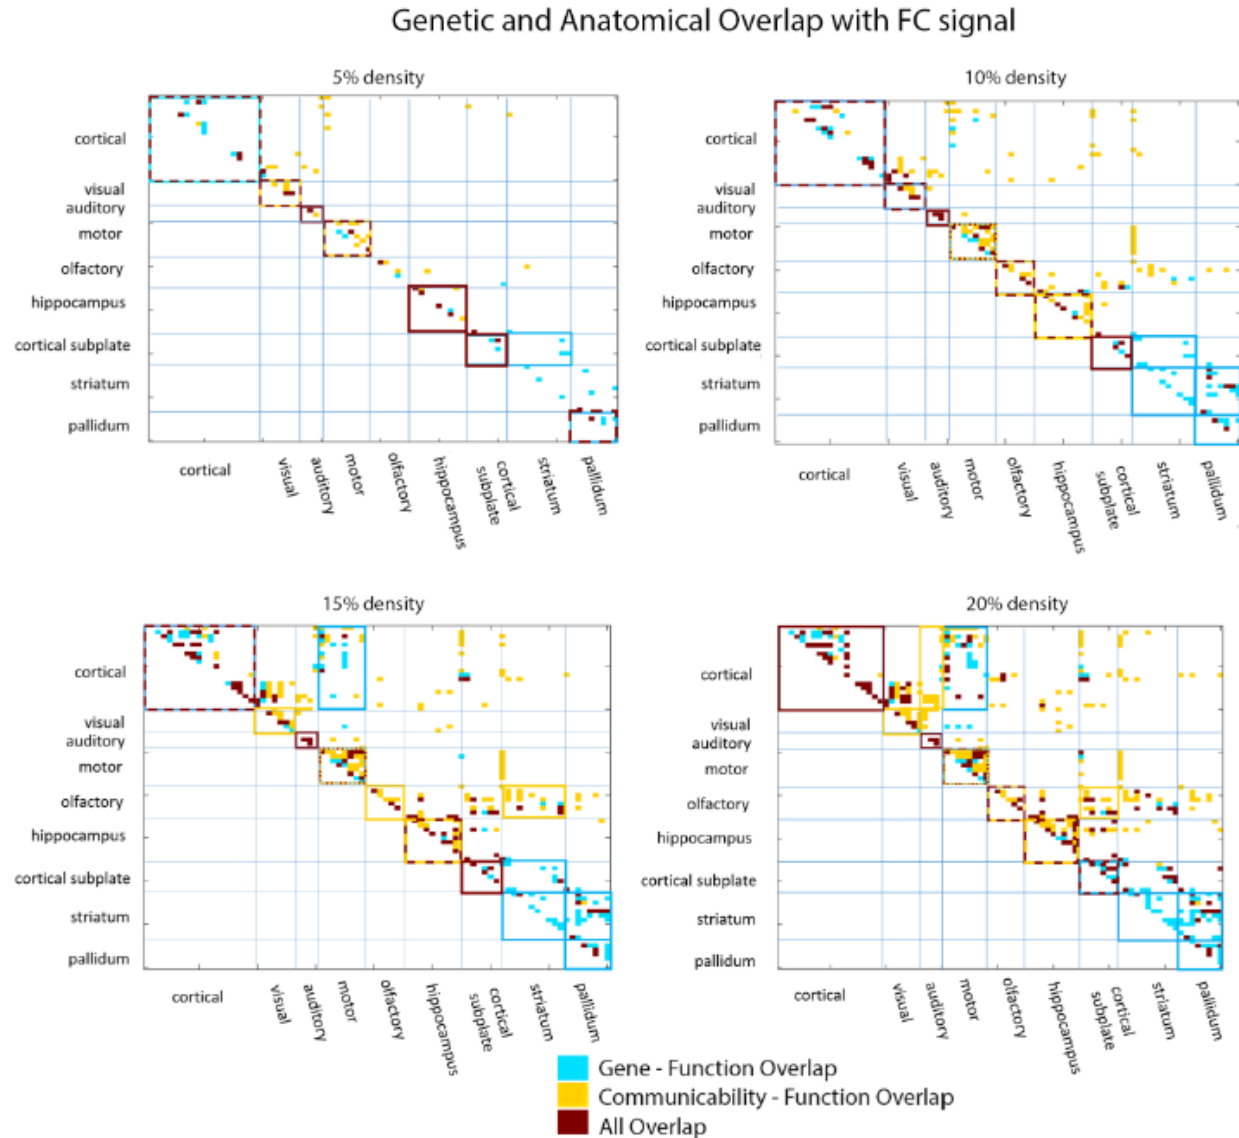 Genetic and Anatomical Overlap with FC signal
5% density
cortical
visual
auditory
motor
olfactory
hippocampus
cortical subplate
striatum
pallidum
cortical
visual
auditory
motor
olfactory
hippocampus
cortical
subplate
striatum
pallidum
10% density
cortical
visual
auditory
motor
olfactory
hippocampus
cortical subplate
striatum
pallidum
cortical
visual
auditory
motor
olfactory
hippocampus
cortical
subplate
striatum
pallidum
15% density
cortical
visual
auditory
motor
olfactory
hippocampus
cortical subplate
striatum
pallidum
cortical
visual
auditory
motor
olfactory
hippocampus
cortical
subplate
striatum
pallidum
20% density
cortical
visual
auditory
motor
olfactory
hippocampus
cortical subplate
striatum
pallidum
cortical
visual
auditory
motor
olfactory
hippocampus
cortical
subplate
striatum
pallidum
Gene - Function Overlap
Communicability - Function Overlap
All Overlap